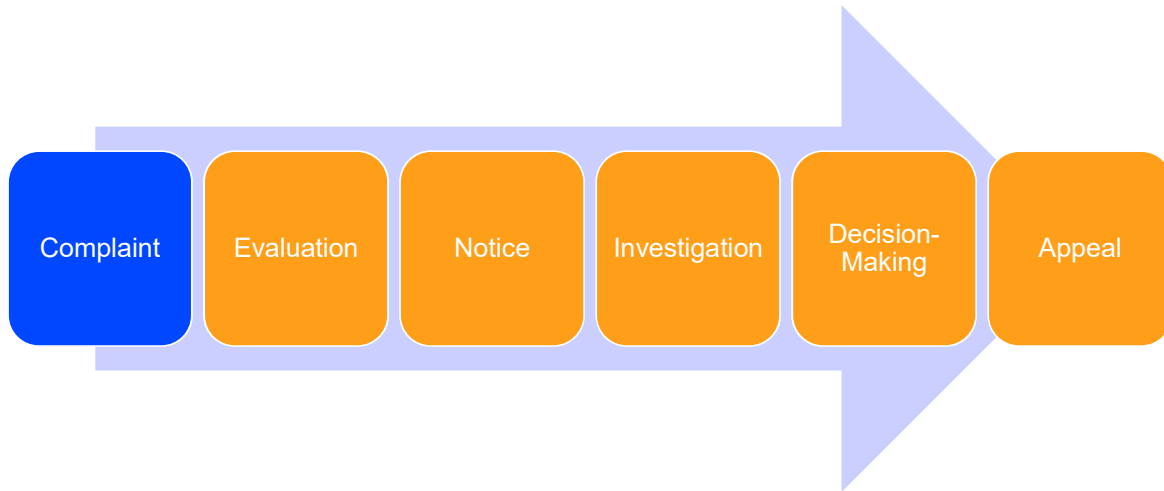 Complaint
Evaluation
Notice
Investigation
Decision-
Making
Appeal